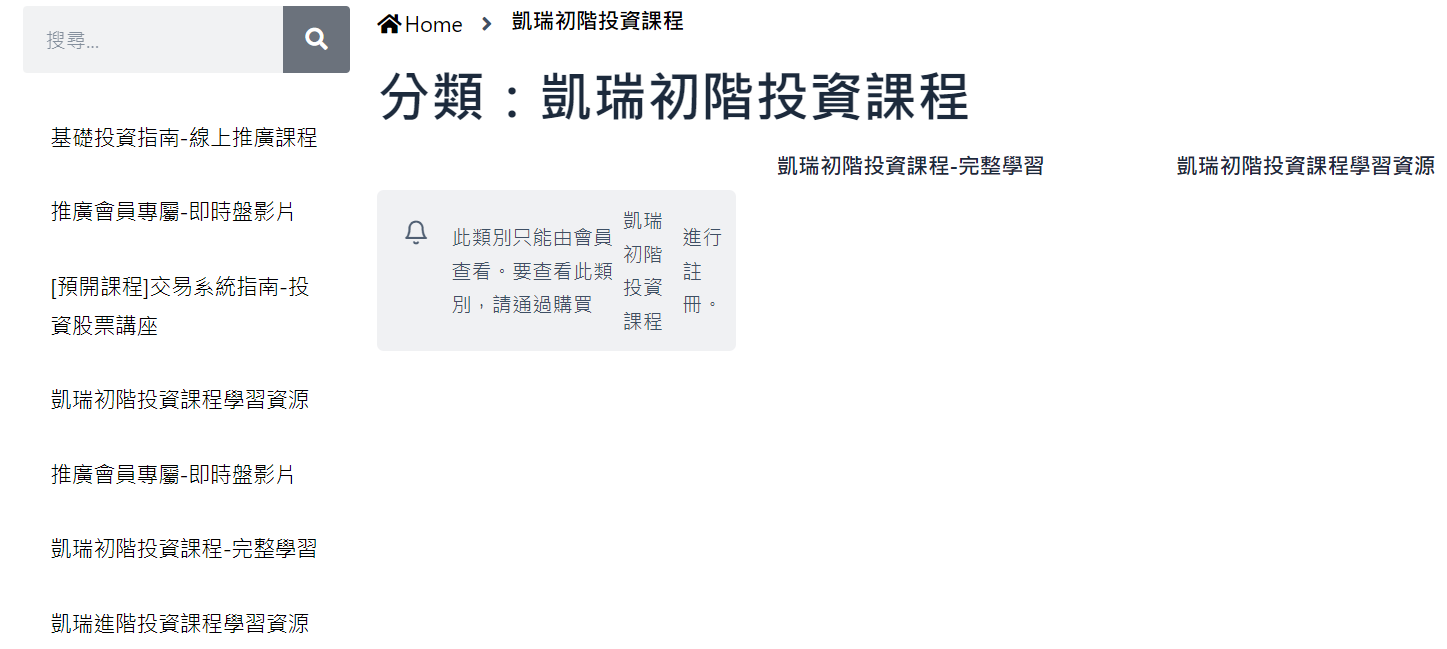 搜尋...
基礎投資指南-線上推廣課程
推廣會員專屬-即時盤影片
[預開課程]交易系統指南-投
資股票講座
凱瑞初階投資課程學習資源
推廣會員專屬-即時盤影片
凱瑞初階投資課程-完整學習
凱瑞進階投資課程學習資源
Home
凱瑞初階投資課程
分類：凱瑞初階投資課程
此類別只能由會員
查看。要查看此類
別，請通過購買
凱瑞
初階
投資
課程
進行
註
冊。
凱瑞初階投資課程-完整學習
凱瑞初階投資課程學習資源